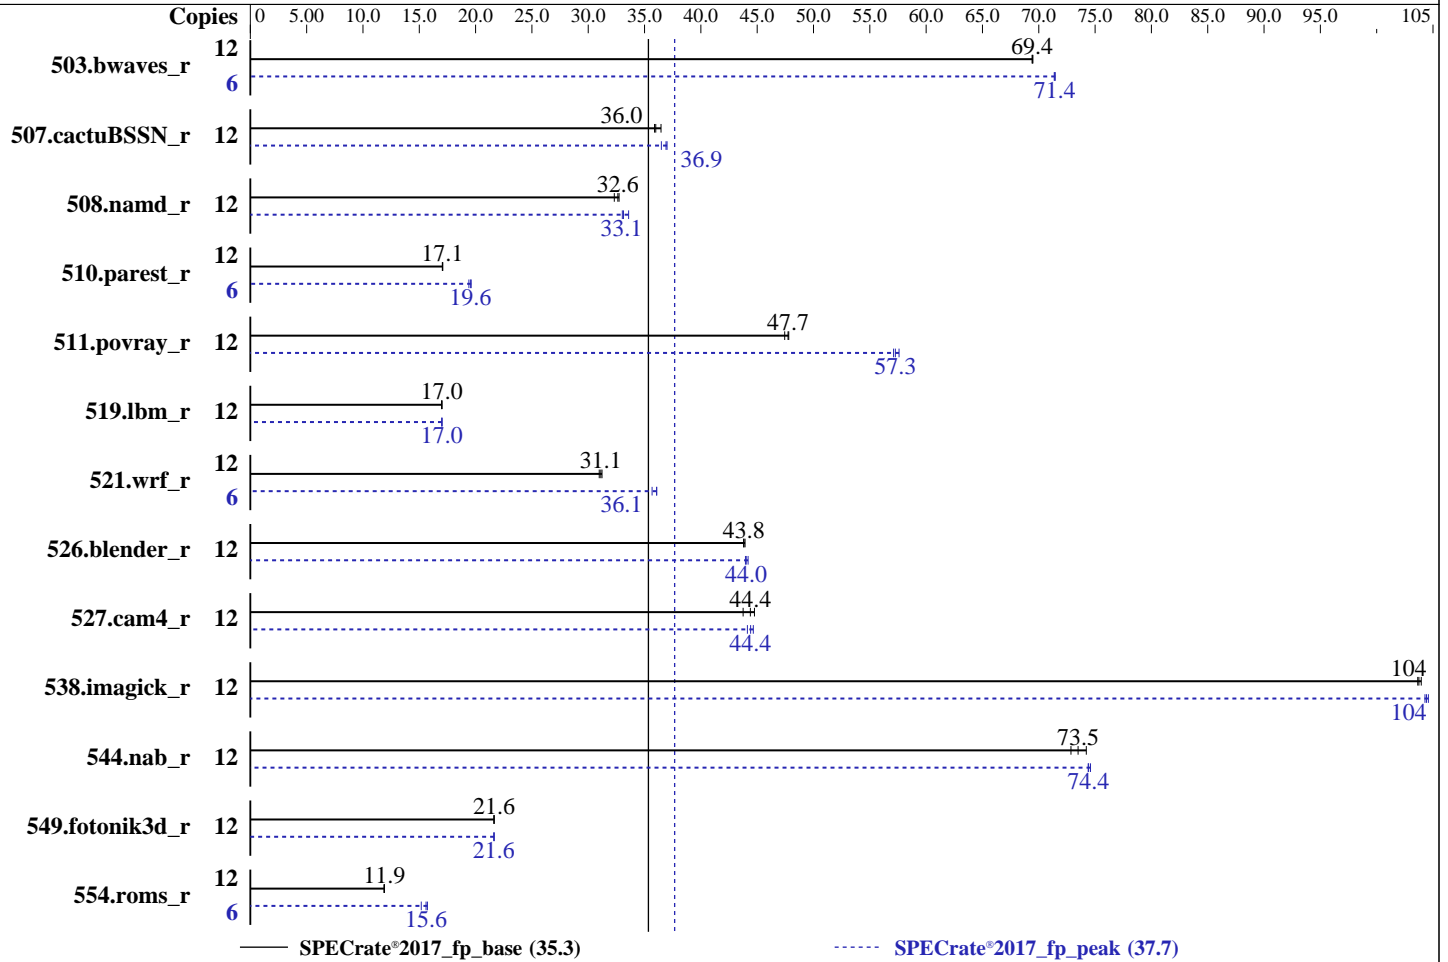 Copies 0 5.00 10.0 15.0 20.0 25.0 30.0 35.0 40.0 45.0 50.0 55.0 60.0 65.0 70.0 75.0 80.0 85.0 90.0 95.0 105
503.bwaves_r 12 69.4
6 71.4
507.cactuBSSN_r 12 36.0
36.9
508.namd_r 12 32.6
33.1
510.parest_r 12 17.1
6 19.6
511.povray_r 12 47.7
57.3
519.lbm_r 12 17.0
17.0
521.wrf_r 12 31.1
6 36.1
526.blender_r 12 43.8
44.0
527.cam4_r 12 44.4
44.4
538.imagick_r 12 104
104
544.nab_r 12 73.5
74.4
549.fotonik3d_r 12 21.6
21.6
554.roms_r 12 11.9
6 15.6
SPECrate®2017_fp_base (35.3) SPECrate®2017_fp_peak (37.7)